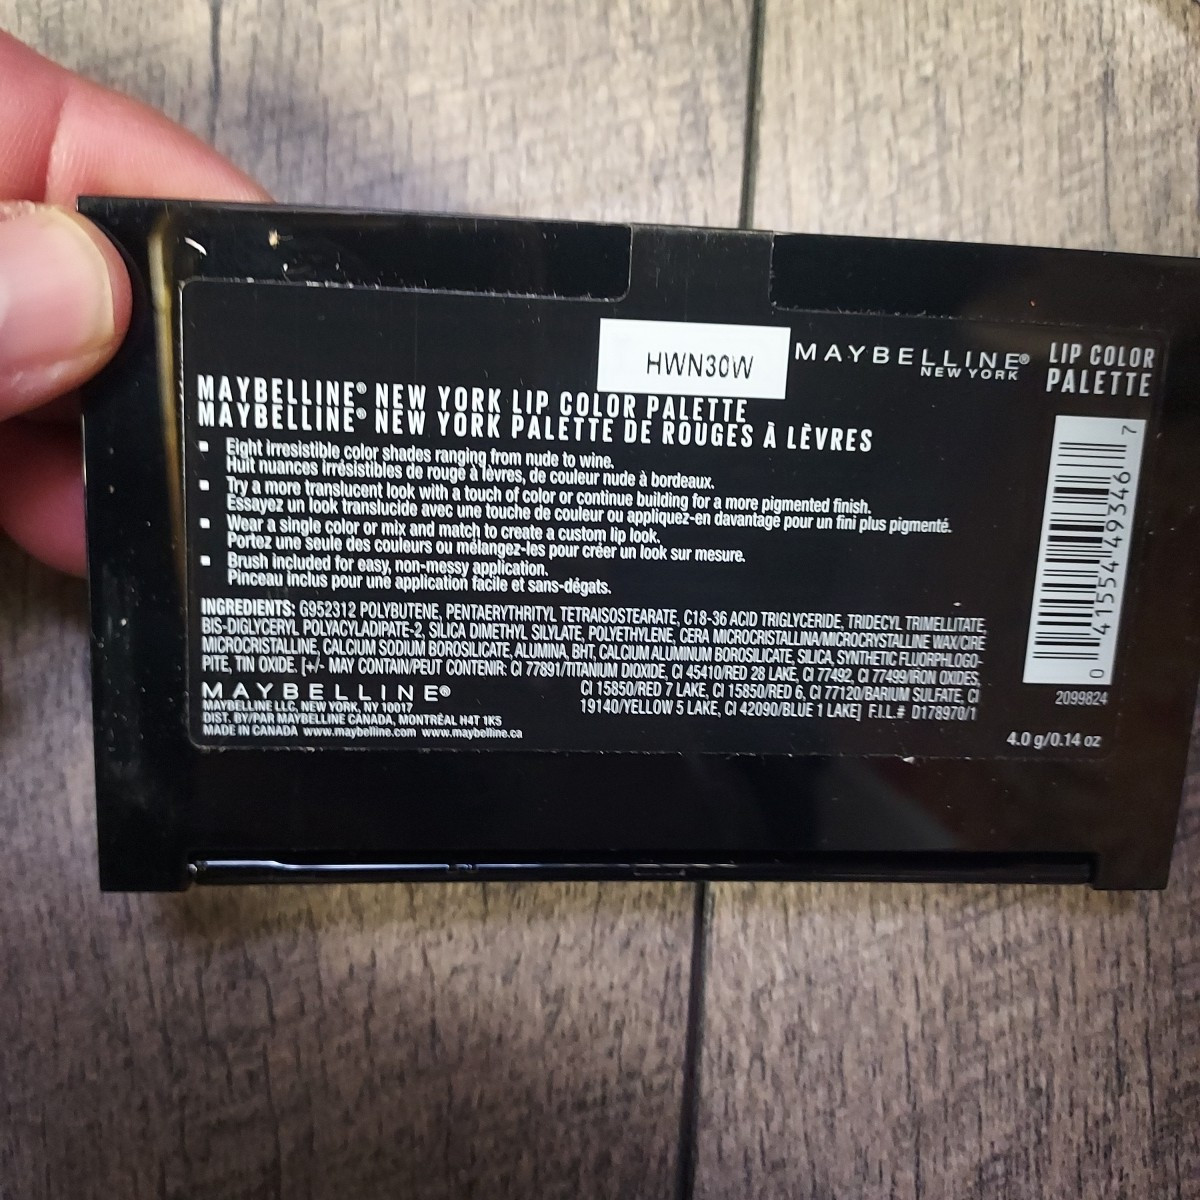 HWN30W
MAYBELLINE®
NEW YORK
LIP COLOR
PALETTE
MAYBELLINE® NEW YORK LIP COLOR PALETTE
MAYBELLINE® NEW YORK PALETTE DE ROUGES À LÈVRES
▪ Eight irresistible color shades ranging from nude to wine.
Huit nuances irrésistibles de rouge à lèvres, de couleur nude à bordeaux.
▪ Try a more translucent look with a touch of color or continue building for a more pigmented finish.
Essayez un look translucide avec une touche de couleur ou appliquez-en davantage pour un fini plus pigmenté.
▪ Wear a single color or mix and match to create a custom lip look.
Portez une seule des couleurs ou mélangez-les pour créer un look sur mesure.
▪ Brush included for easy, non-messy application.
Pinceau inclus pour une application facile et sans-dégats.
INGREDIENTS: G952312 POLYBUTENE, PENTAERYTHRITYL TETRAISOSTEARATE, C18-36 ACID TRIGLYCERIDE, TRIDECYL TRIMELLITATE,
BIS-DIGLYCERYL POLYACYLADIPATE-2, SILICA DIMETHYL SILYLATE, POLYETHYLENE, CERA MICROCRISTALLINA/MICROCRYSTALLINE WAX/CIRE
MICROCRISTALLINE, CALCIUM SODIUM BOROSILICATE, ALUMINA, BHT, CALCIUM ALUMINUM BOROSILICATE, SILICA, SYNTHETIC FLUORPHLOGO-
PITE, TIN OXIDE. [+/- MAY CONTAIN/PEUT CONTENIR: CI 77891/TITANIUM DIOXIDE, CI 45410/RED 28 LAKE, CI 77492, CI 77499/IRON OXIDES,
CI 15850/RED 7 LAKE, CI 15850/RED 6, CI 77120/BARIUM SULFATE, CI
19140/YELLOW 5 LAKE, CI 42090/BLUE 1 LAKE] F.I.L.# D178970/1
MAYBELLINE®
MAYBELLINE LLC, NEW YORK, NY 10017
DIST. BY/PAR MAYBELLINE CANADA, MONTRÉAL H4T 1K5
MADE IN CANADA www.maybelline.com www.maybelline.ca
0 41554 49346 7
2099824
4.0 g/0.14 oz